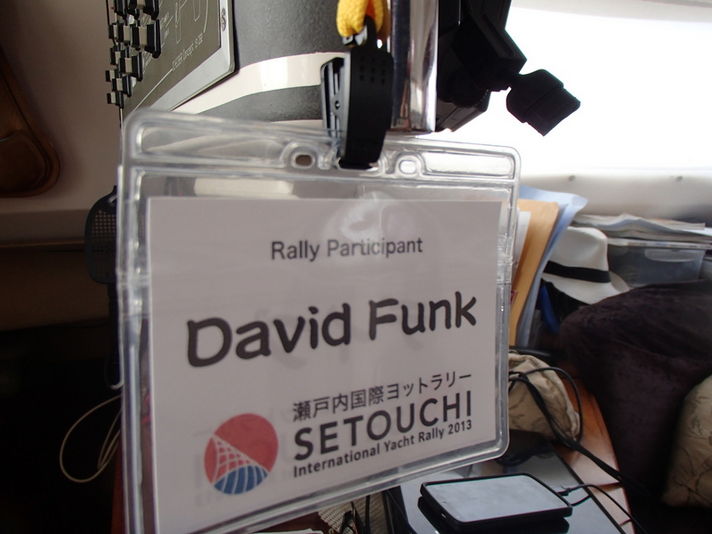 Rally Participant
David Funk
瀬戸内国際ヨットラリー
SETOUCHI
International Yacht Rally 2013